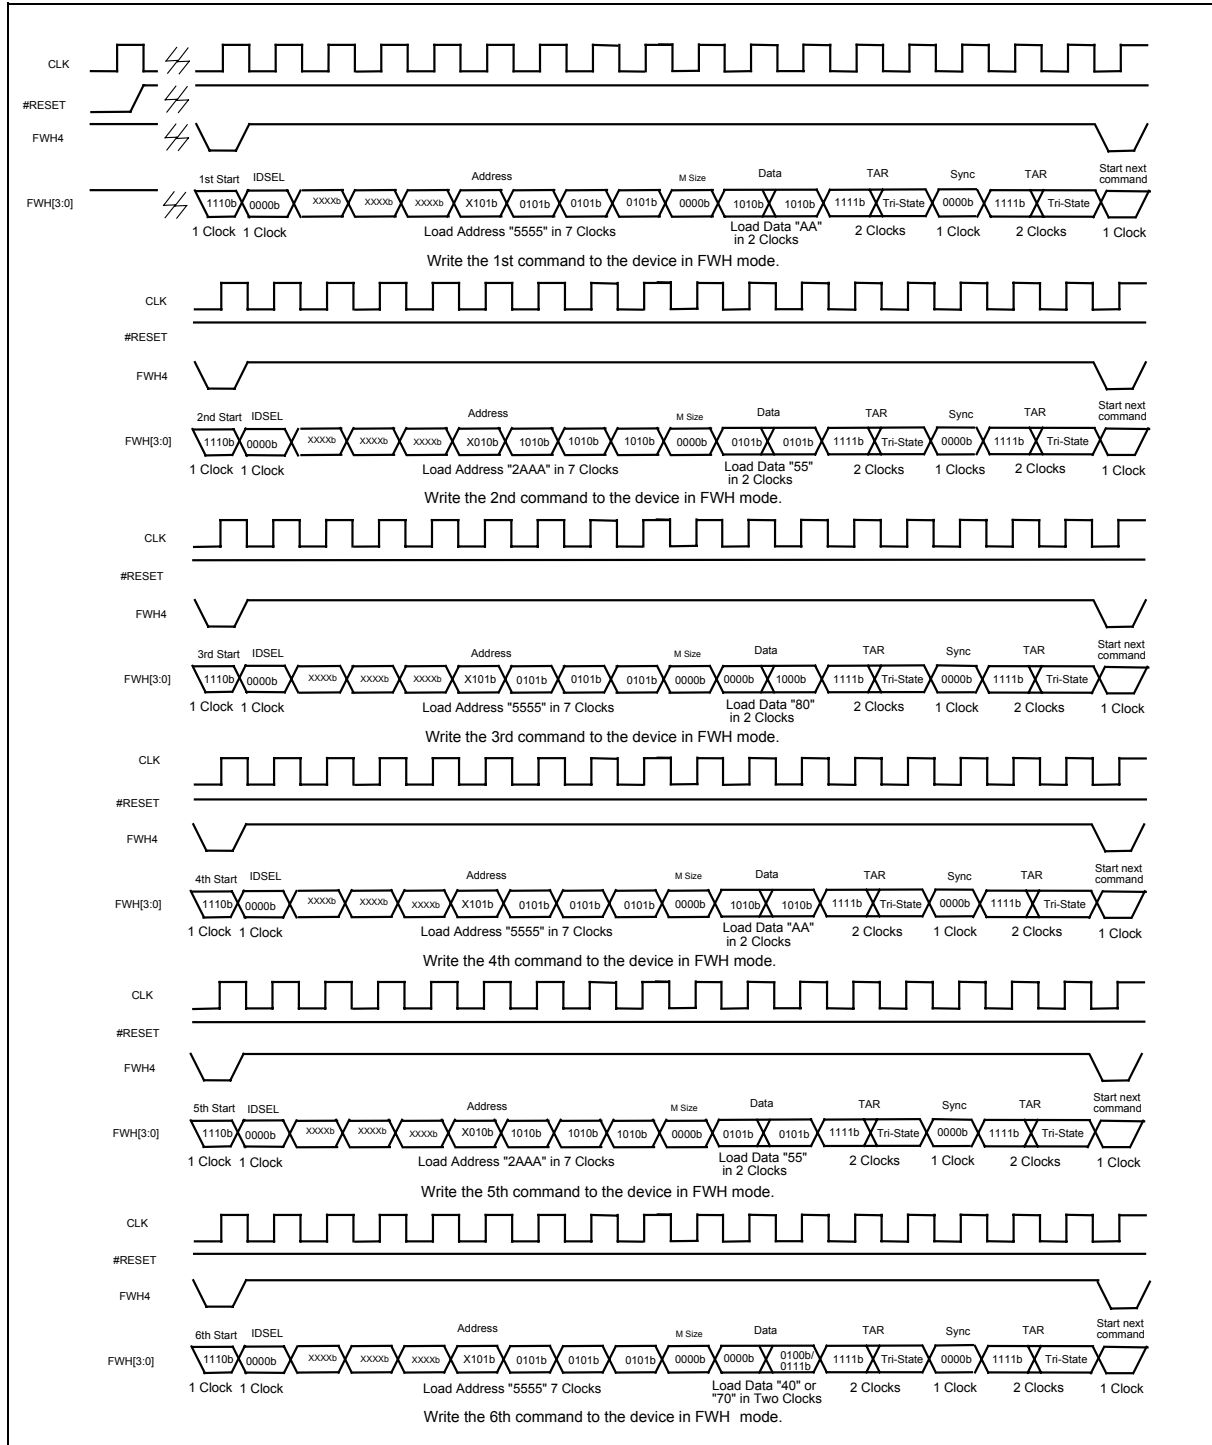 CLK
#RESET
FWH4
1st Start IDSEL Address M Size Data TAR Sync TAR Start next command
FWH[3:0] 1110b 0000b XXXXb XXXXb XXXXb X101b 0101b 0101b 0101b 0000b 1010b 1010b 1111b Tri-State 0000b 1111b Tri-State
1 Clock 1 Clock Load Address "5555" in 7 Clocks Load Data "AA" in 2 Clocks 2 Clocks 1 Clock 2 Clocks 1 Clock
Write the 1st command to the device in FWH mode.
CLK
#RESET
FWH4
2nd Start IDSEL Address M Size Data TAR Sync TAR Start next command
FWH[3:0] 1110b 0000b XXXXb XXXXb XXXXb X010b 1010b 1010b 1010b 0000b 0101b 0101b 1111b Tri-State 0000b 1111b Tri-State
1 Clock 1 Clock Load Address "2AAA" in 7 Clocks Load Data "55" in 2 Clocks 2 Clocks 1 Clocks 2 Clocks 1 Clock
Write the 2nd command to the device in FWH mode.
CLK
#RESET
FWH4
3rd Start IDSEL Address M Size Data TAR Sync TAR Start next command
FWH[3:0] 1110b 0000b XXXXb XXXXb XXXXb X101b 0101b 0101b 0101b 0000b 0000b 1000b 1111b Tri-State 0000b 1111b Tri-State
1 Clock 1 Clock Load Address "5555" in 7 Clocks Load Data "80" in 2 Clocks 2 Clocks 1 Clock 2 Clocks 1 Clock
Write the 3rd command to the device in FWH mode.
CLK
#RESET
FWH4
4th Start IDSEL Address M Size Data TAR Sync TAR Start next command
FWH[3:0] 1110b 0000b XXXXb XXXXb XXXXb X101b 0101b 0101b 0101b 0000b 1010b 1010b 1111b Tri-State 0000b 1111b Tri-State
1 Clock 1 Clock Load Address "5555" in 7 Clocks Load Data "AA" in 2 Clocks 2 Clocks 1 Clock 2 Clocks 1 Clock
Write the 4th command to the device in FWH mode.
CLK
#RESET
FWH4
5th Start IDSEL Address M Size Data TAR Sync TAR Start next command
FWH[3:0] 1110b 0000b XXXXb XXXXb XXXXb X010b 1010b 1010b 1010b 0000b 0101b 0101b 1111b Tri-State 0000b 1111b Tri-State
1 Clock 1 Clock Load Address "2AAA" in 7 Clocks Load Data "55" in 2 Clocks 2 Clocks 1 Clock 2 Clocks 1 Clock
Write the 5th command to the device in FWH mode.
CLK
#RESET
FWH4
6th Start IDSEL Address M Size Data TAR Sync TAR Start next command
FWH[3:0] 1110b 0000b XXXXb XXXXb XXXXb X101b 0101b 0101b 0101b 0000b 0000b 0100b/ 0111b 1111b Tri-State 0000b 1111b Tri-State
1 Clock 1 Clock Load Address "5555" 7 Clocks Load Data "40" or "70" in Two Clocks 2 Clocks 1 Clock 2 Clocks 1 Clock
Write the 6th command to the device in FWH mode.